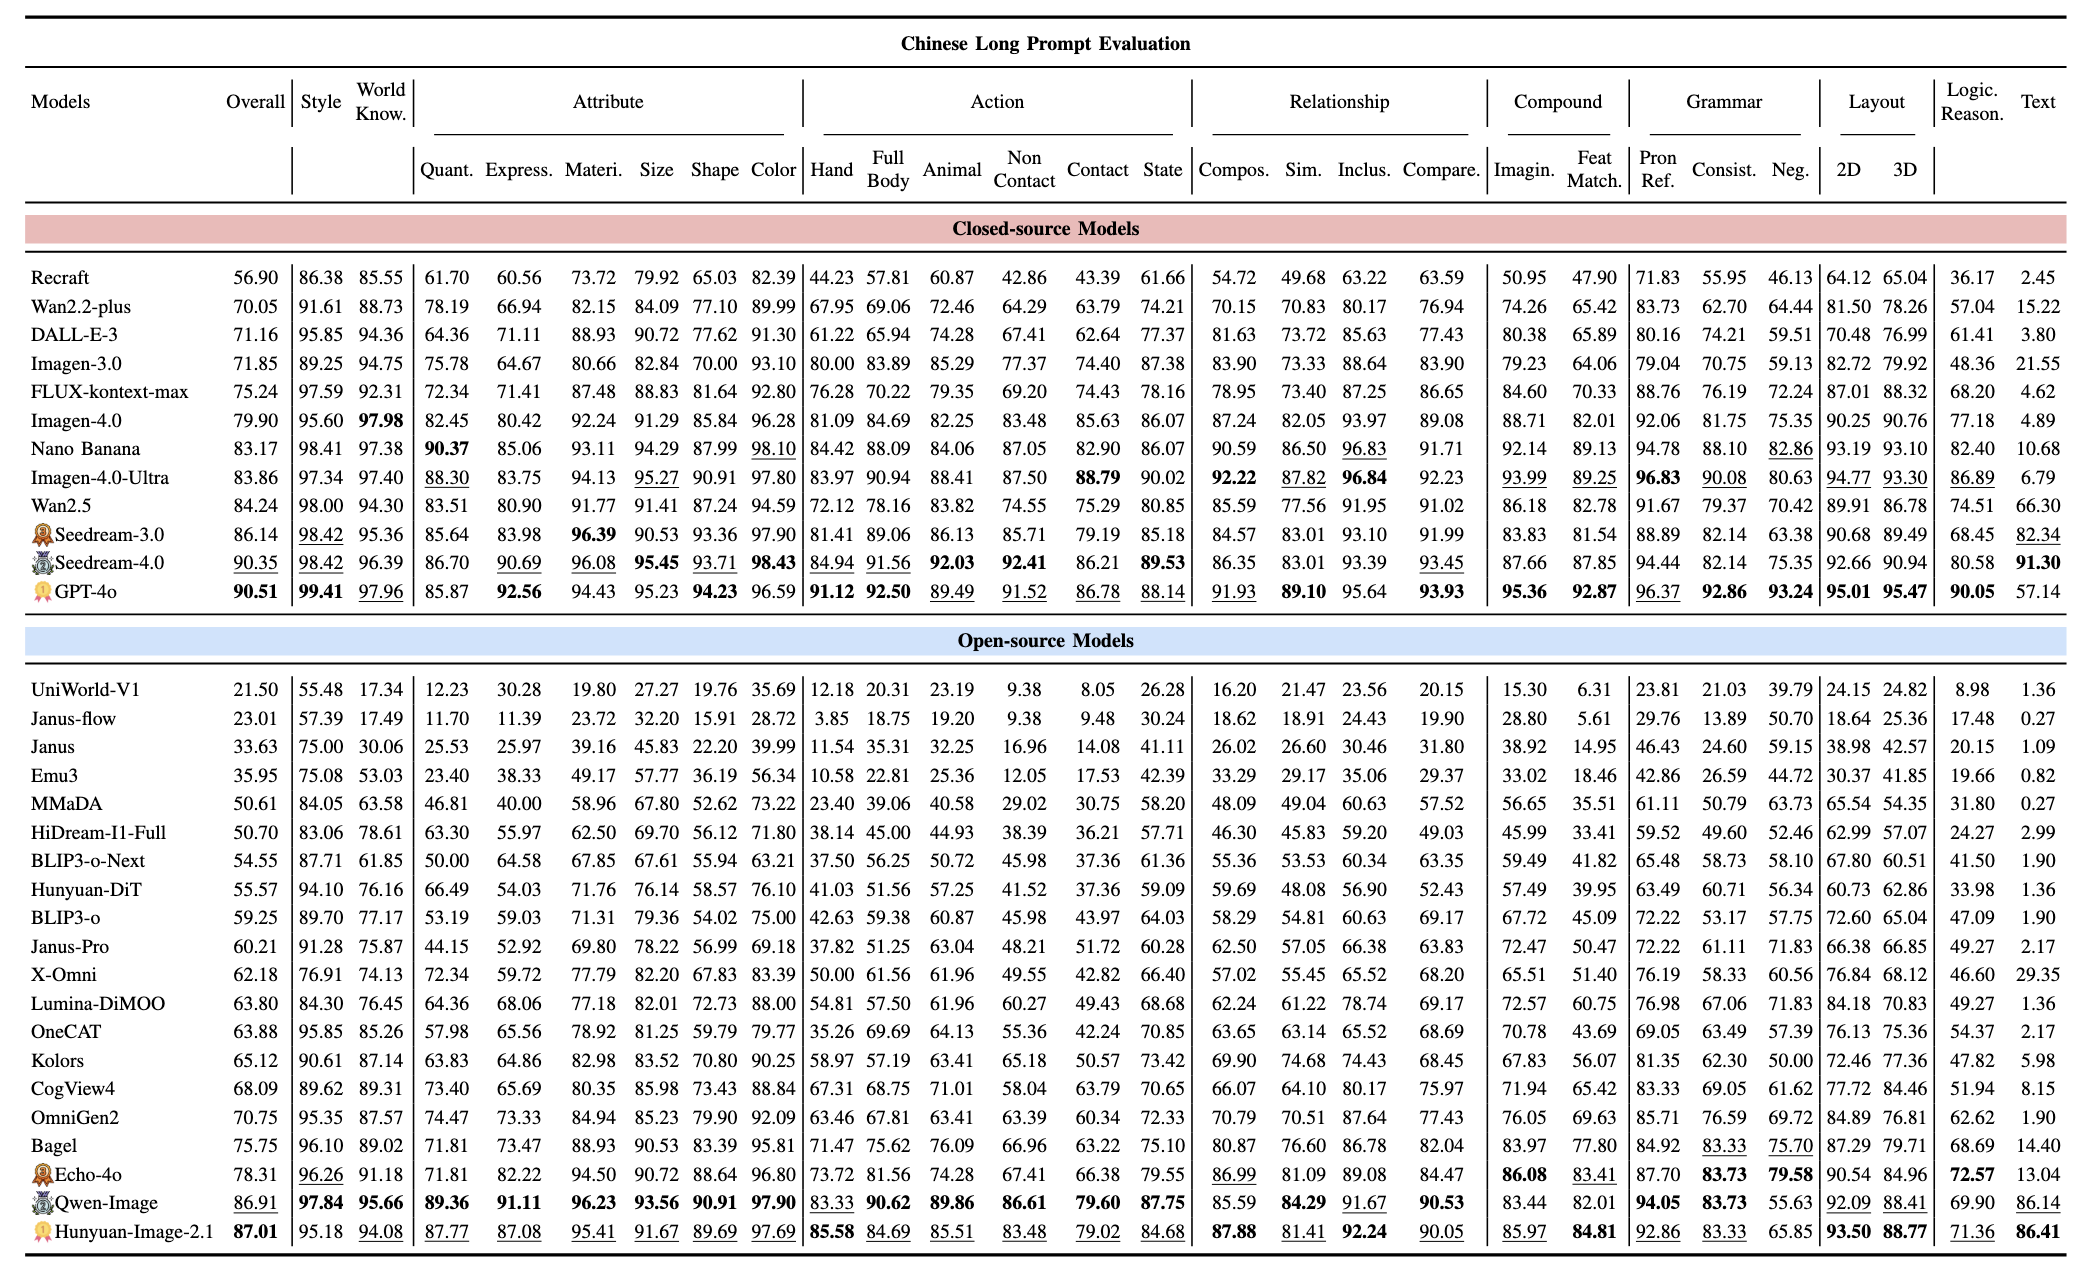 Chinese Long Prompt Evaluation
Models Overall Style World Know. Attribute Action Relationship Compound Grammar Layout Logic. Reason. Text
Quant. Express. Materi. Size Shape Color Hand Full Body Animal Non Contact Contact State Compos. Sim. Inclus. Compare. Imagin. Feat Match. Pron Ref. Consist. Neg. 2D 3D
Closed-source Models
Recraft 56.90 86.38 85.55 61.70 60.56 73.72 79.92 65.03 82.39 44.23 57.81 60.87 42.86 43.39 61.66 54.72 49.68 63.22 63.59 50.95 47.90 71.83 55.95 46.13 64.12 65.04 36.17 2.45
Wan2.2-plus 70.05 91.61 88.73 78.19 66.94 82.15 84.09 77.10 89.99 67.95 69.06 72.46 64.29 63.79 74.21 70.15 70.83 80.17 76.94 74.26 65.42 83.73 62.70 64.44 81.50 78.26 57.04 15.22
DALL-E-3 71.16 95.85 94.36 64.36 71.11 88.93 90.72 77.62 91.30 61.22 65.94 74.28 67.41 62.64 77.37 81.63 73.72 85.63 77.43 80.38 65.89 80.16 74.21 59.51 70.48 76.99 61.41 3.80
Imagen-3.0 71.85 89.25 94.75 75.78 64.67 80.66 82.84 70.00 93.10 80.00 83.89 85.29 77.37 74.40 87.38 83.90 73.33 88.64 83.90 79.23 64.06 79.04 70.75 59.13 82.72 79.92 48.36 21.55
FLUX-kontext-max 75.24 97.59 92.31 72.34 71.41 87.48 88.83 81.64 92.80 76.28 70.22 79.35 69.20 74.43 78.16 78.95 73.40 87.25 86.65 84.60 70.33 88.76 76.19 72.24 87.01 88.32 68.20 4.62
Imagen-4.0 79.90 95.60 97.98 82.45 80.42 92.24 91.29 85.84 96.28 81.09 84.69 82.25 83.48 85.63 86.07 87.24 82.05 93.97 89.08 88.71 82.01 92.06 81.75 75.35 90.25 90.76 77.18 4.89
Nano Banana 83.17 98.41 97.38 90.37 85.06 93.11 94.29 87.99 98.10 84.42 88.09 84.06 87.05 82.90 86.07 90.59 86.50 96.83 91.71 92.14 89.13 94.78 88.10 82.86 93.19 93.10 82.40 10.68
Imagen-4.0-Ultra 83.86 97.34 97.40 88.30 83.75 94.13 95.27 90.91 97.80 83.97 90.94 88.41 87.50 88.79 90.02 92.22 87.82 96.84 92.23 93.99 89.25 96.83 90.08 80.63 94.77 93.30 86.89 6.79
Wan2.5 84.24 98.00 94.30 83.51 80.90 91.77 91.41 87.24 94.59 72.12 78.16 83.82 74.55 75.29 80.85 85.59 77.56 91.95 91.02 86.18 82.78 91.67 79.37 70.42 89.91 86.78 74.51 66.30
Seedream-3.0 86.14 98.42 95.36 85.64 83.98 96.39 90.53 93.36 97.90 81.41 89.06 86.13 85.71 79.19 85.18 84.57 83.01 93.10 91.99 83.83 81.54 88.89 82.14 63.38 90.68 89.49 68.45 82.34
Seedream-4.0 90.35 98.42 96.39 86.70 90.69 96.08 95.45 93.71 98.43 84.94 91.56 92.03 92.41 86.21 89.53 86.35 83.01 93.39 93.45 87.66 87.85 94.44 82.14 75.35 92.66 90.94 80.58 91.30
GPT-4o 90.51 99.41 97.96 85.87 92.56 94.43 95.23 94.23 96.59 91.12 92.50 89.49 91.52 86.78 88.14 91.93 89.10 95.64 93.93 95.36 92.87 96.37 92.86 93.24 95.01 95.47 90.05 57.14
Open-source Models
UniWorld-V1 21.50 55.48 17.34 12.23 30.28 19.80 27.27 19.76 35.69 12.18 20.31 23.19 9.38 8.05 26.28 16.20 21.47 23.56 20.15 15.30 6.31 23.81 21.03 39.79 24.15 24.82 8.98 1.36
Janus-flow 23.01 57.39 17.49 11.70 11.39 23.72 32.20 15.91 28.72 3.85 18.75 19.20 9.38 9.48 30.24 18.62 18.91 24.43 19.90 28.80 5.61 29.76 13.89 50.70 18.64 25.36 17.48 0.27
Janus 33.63 75.00 30.06 25.53 25.97 39.16 45.83 22.20 39.99 11.54 35.31 32.25 16.96 14.08 41.11 26.02 26.60 30.46 31.80 38.92 14.95 46.43 24.60 59.15 38.98 42.57 20.15 1.09
Emu3 35.95 75.08 53.03 23.40 38.33 49.17 57.77 36.19 56.34 10.58 22.81 25.36 12.05 17.53 42.39 33.29 29.17 35.06 29.37 33.02 18.46 42.86 26.59 44.72 30.37 41.85 19.66 0.82
MMaDA 50.61 84.05 63.58 46.81 40.00 58.96 67.80 52.62 73.22 23.40 39.06 40.58 29.02 30.75 58.20 48.09 49.04 60.63 57.52 56.65 35.51 61.11 50.79 63.73 65.54 54.35 31.80 0.27
HiDream-I1-Full 50.70 83.06 78.61 63.30 55.97 62.50 69.70 56.12 71.80 38.14 45.00 44.93 38.39 36.21 57.71 46.30 45.83 59.20 49.03 45.99 33.41 59.52 49.60 52.46 62.99 57.07 24.27 2.99
BLIP3-o-Next 54.55 87.71 61.85 50.00 64.58 67.85 67.61 55.94 63.21 37.50 56.25 50.72 45.98 37.36 61.36 55.36 53.53 60.34 63.35 59.49 41.82 65.48 58.73 58.10 67.80 60.51 41.50 1.90
Hunyuan-DiT 55.57 94.10 76.16 66.49 54.03 71.76 76.14 58.57 76.10 41.03 51.56 57.25 41.52 37.36 59.09 59.69 48.08 56.90 52.43 57.49 39.95 63.49 60.71 56.34 60.73 62.86 33.98 1.36
BLIP3-o 59.25 89.70 77.17 53.19 59.03 71.31 79.36 54.02 75.00 42.63 59.38 60.87 45.98 43.97 64.03 58.29 54.81 60.63 69.17 67.72 45.09 72.22 53.17 57.75 72.60 65.04 47.09 1.90
Janus-Pro 60.21 91.28 75.87 44.15 52.92 69.80 78.22 56.99 69.18 37.82 51.25 63.04 48.21 51.72 60.28 62.50 57.05 66.38 63.83 72.47 50.47 72.22 61.11 71.83 66.38 66.85 49.27 2.17
X-Omni 62.18 76.91 74.13 72.34 59.72 77.79 82.20 67.83 83.39 50.00 61.56 61.96 49.55 42.82 66.40 57.02 55.45 65.52 68.20 65.51 51.40 76.19 58.33 60.56 76.84 68.12 46.60 29.35
Lumina-DiMOO 63.80 84.30 76.45 64.36 68.06 77.18 82.01 72.73 88.00 54.81 57.50 61.96 60.27 49.43 68.68 62.24 61.22 78.74 69.17 72.57 60.75 76.98 67.06 71.83 84.18 70.83 49.27 1.36
OneCAT 63.88 95.85 85.26 57.98 65.56 78.92 81.25 59.79 79.77 35.26 69.69 64.13 55.36 42.24 70.85 63.65 63.14 65.52 68.69 70.78 43.69 69.05 63.49 57.39 76.13 75.36 54.37 2.17
Kolors 65.12 90.61 87.14 63.83 64.86 82.98 83.52 70.80 90.25 58.97 57.19 63.41 65.18 50.57 73.42 69.90 74.68 74.43 68.45 67.83 56.07 81.35 62.30 50.00 72.46 77.36 47.82 5.98
CogView4 68.09 89.62 89.31 73.40 65.69 80.35 85.98 73.43 88.84 67.31 68.75 71.01 58.04 63.79 70.65 66.07 64.10 80.17 75.97 71.94 65.42 83.33 69.05 61.62 77.72 84.46 51.94 8.15
OmniGen2 70.75 95.35 87.57 74.47 73.33 84.94 85.23 79.90 92.09 63.46 67.81 63.41 63.39 60.34 72.33 70.79 70.51 87.64 77.43 76.05 69.63 85.71 76.59 69.72 84.89 76.81 62.62 1.90
Bagel 75.75 96.10 89.02 71.81 73.47 88.93 90.53 83.39 95.81 71.47 75.62 76.09 66.96 63.22 75.10 80.87 76.60 86.78 82.04 83.97 77.80 84.92 83.33 75.70 87.29 79.71 68.69 14.40
Echo-4o 78.31 96.26 91.18 71.81 82.22 94.50 90.72 88.64 96.80 73.72 81.56 74.28 67.41 66.38 79.55 86.99 81.09 89.08 84.47 86.08 83.41 87.70 83.73 79.58 90.54 84.96 72.57 13.04
Qwen-Image 86.91 97.84 95.66 89.36 91.11 96.23 93.56 90.91 97.90 83.33 90.62 89.86 86.61 79.60 87.75 85.59 84.29 91.67 90.53 83.44 82.01 94.05 83.73 55.63 92.09 88.41 69.90 86.14
Hunyuan-Image-2.1 87.01 95.18 94.08 87.77 87.08 95.41 91.67 89.69 97.69 85.58 84.69 85.51 83.48 79.02 84.68 87.88 81.41 92.24 90.05 85.97 84.81 92.86 83.33 65.85 93.50 88.77 71.36 86.41